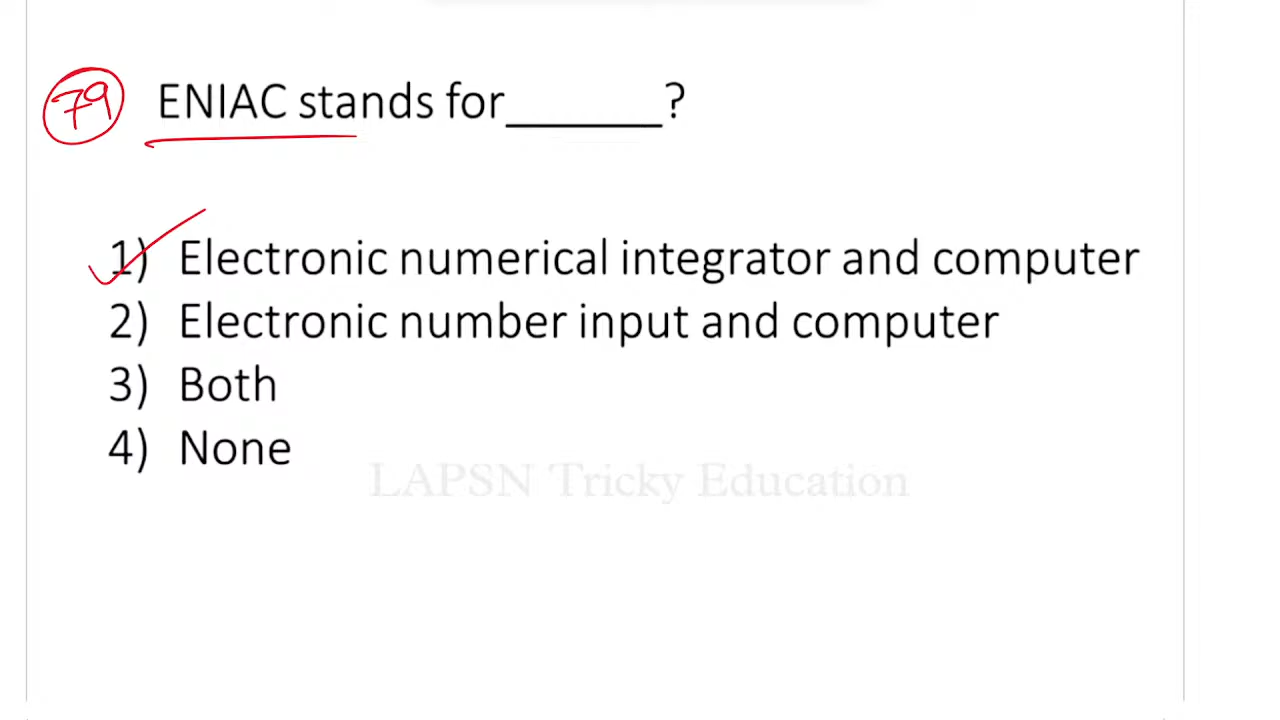 79 ENIAC stands for______?
1) Electronic numerical integrator and computer
2) Electronic number input and computer
3) Both
4) None
LAPSN Tricky Education